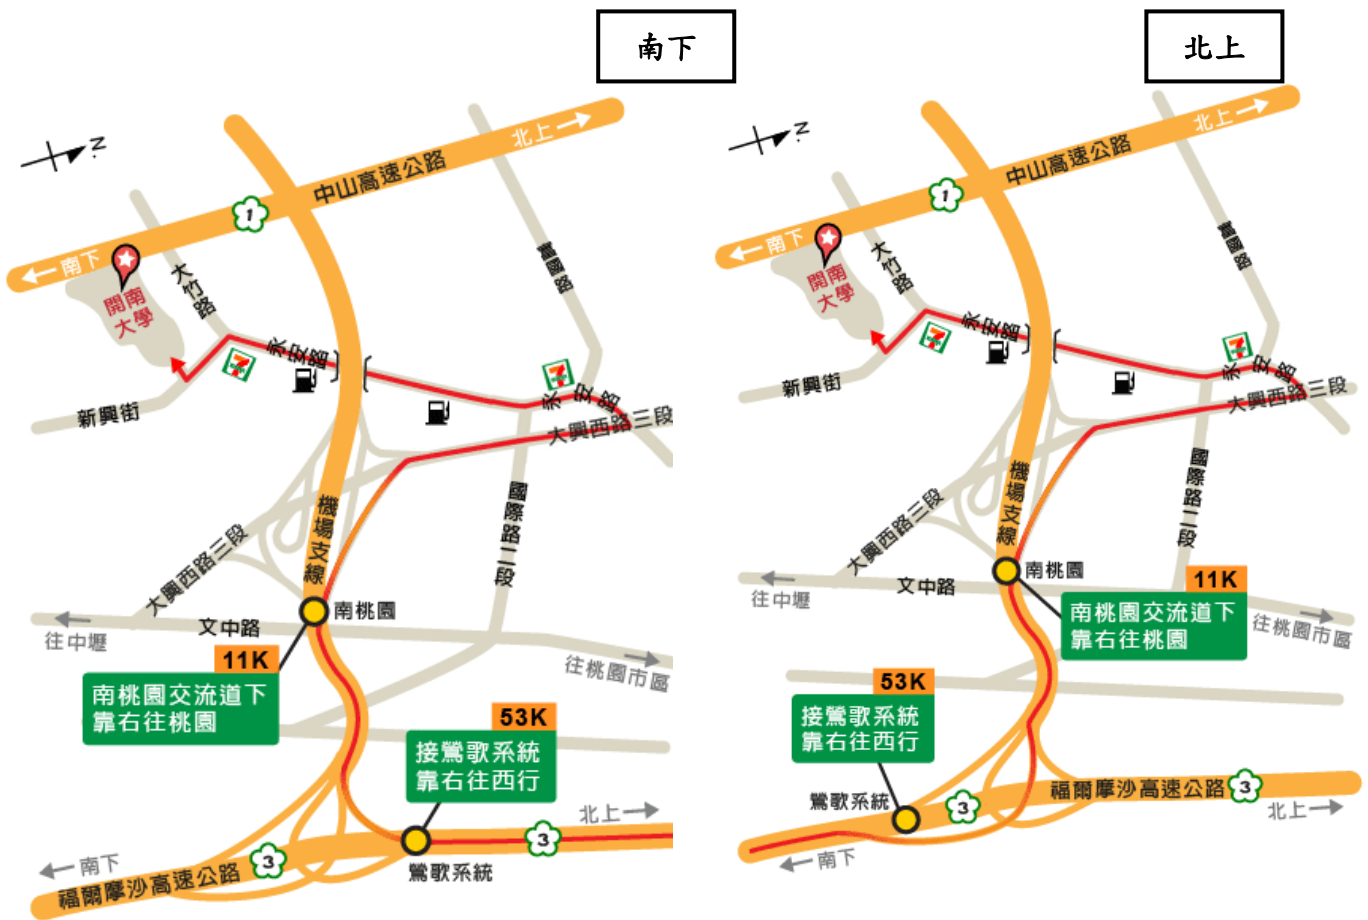 南下
N.
北上
中山高速公路
1
南下
開南
大學
大竹路
富國路
永安路
7
新興街
7
永安路
大興西路三段
機場支線
國際路二段
大興西路三段
南桃園
文中路
往中壢
往桃園市區
11K
南桃園交流道下
靠右往桃園
53K
接鶯歌系統
靠右往西行
北上
3
3
南下
福爾摩沙高速公路
鶯歌系統
北上
N.
北上
中山高速公路
1
南下
開南
大學
大竹路
富國路
永安路
7
新興街
7
永安路
大興西路三段
機場支線
國際路二段
大興西路三段
南桃園
文中路
往中壢
往桃園市區
11K
南桃園交流道下
靠右往桃園
53K
接鶯歌系統
靠右往西行
鶯歌系統
3
福爾摩沙高速公路
3
北上
南下